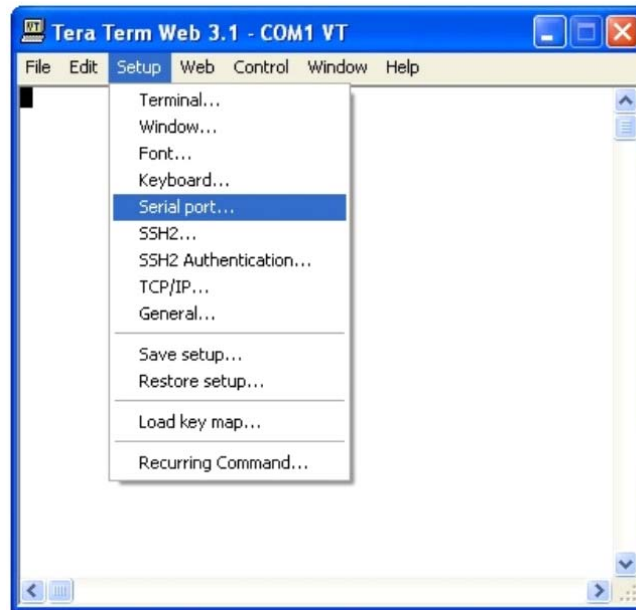 VT
Tera Term Web 3.1 - COM1 VT
File Edit Setup Web Control Window Help
Terminal...
Window...
Font...
Keyboard...
Serial port...
SSH2...
SSH2 Authentication...
TCP/IP...
General...
Save setup...
Restore setup...
Load key map...
Recurring Command...